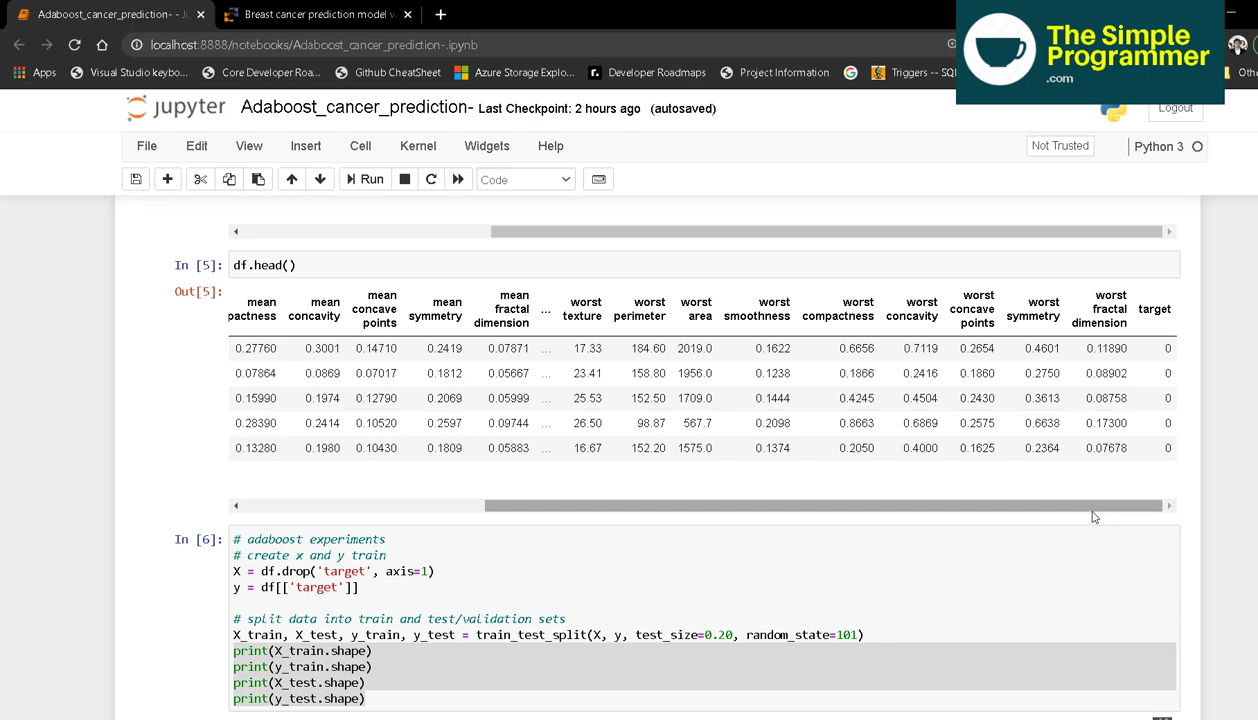 Adaboost_cancer_prediction- - Ju
Breast cancer prediction model w
localhost:8888/notebooks/Adaboost_cancer_prediction-.ipynb
The Simple
Programmer
.com
Apps
Visual Studio keybo...
Core Developer Roa...
Github CheatSheet
Azure Storage Explo...
Developer Roadmaps
Project Information
Triggers -- SQL
Othe
jupyter Adaboost_cancer_prediction- Last Checkpoint: 2 hours ago (autosaved)
Logout
File Edit View Insert Cell Kernel Widgets Help
Not Trusted
Python 3
Run
Code
In [5]: df.head()
Out[5]:
mean mean mean mean mean worst worst worst worst worst worst worst worst worst
pactness concavity concave points symmetry fractal dimension ... texture perimeter area smoothness compactness concavity concave points symmetry fractal dimension target
0.27760 0.3001 0.14710 0.2419 0.07871 ... 17.33 184.60 2019.0 0.1622 0.6656 0.7119 0.2654 0.4601 0.11890 0
0.07864 0.0869 0.07017 0.1812 0.05667 ... 23.41 158.80 1956.0 0.1238 0.1866 0.2416 0.1860 0.2750 0.08902 0
0.15990 0.1974 0.12790 0.2069 0.05999 ... 25.53 152.50 1709.0 0.1444 0.4245 0.4504 0.2430 0.3613 0.08758 0
0.28390 0.2414 0.10520 0.2597 0.09744 ... 26.50 98.87 567.7 0.2098 0.8663 0.6869 0.2575 0.6638 0.17300 0
0.13280 0.1980 0.10430 0.1809 0.05883 ... 16.67 152.20 1575.0 0.1374 0.2050 0.4000 0.1625 0.2364 0.07678 0
In [6]: # adaboost experiments
# create x and y train
X = df.drop('target', axis=1)
y = df[['target']]
# split data into train and test/validation sets
X_train, X_test, y_train, y_test = train_test_split(X, y, test_size=0.20, random_state=101)
print(X_train.shape)
print(y_train.shape)
print(X_test.shape)
print(y_test.shape)